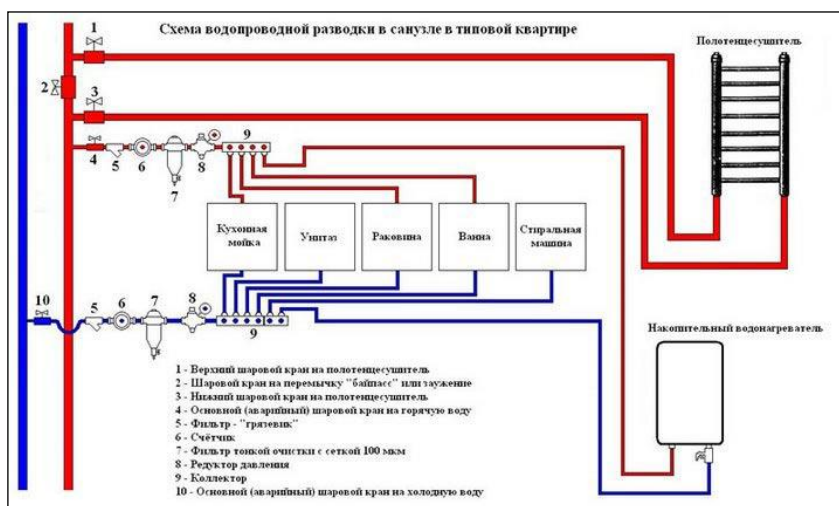 Схема водопроводной разводки в санузле в типовой квартире
1
Полотенцесушитель
2
3
9
4
5
6
7
8
Кухонная
мойка
Унитаз
Раковина
Ванна
Стиральная
машина
10
5
6
7
8
9
Накопительный водонагреватель
1 - Верхний шаровой кран на полотенцесушитель
2 - Шаровой кран на перемычку "байпасс" или заужение
3 - Нижний шаровой кран на полотенцесушитель
4 - Основной (аварийный) шаровой кран на горячую воду
5 - Фильтр - "грязевик"
6 - Счётчик
7 - Фильтр тонкой очистки с сеткой 100 мкм
8 - Редуктор давления
9 - Коллектор
10 - Основной (аварийный) шаровой кран на холодную воду